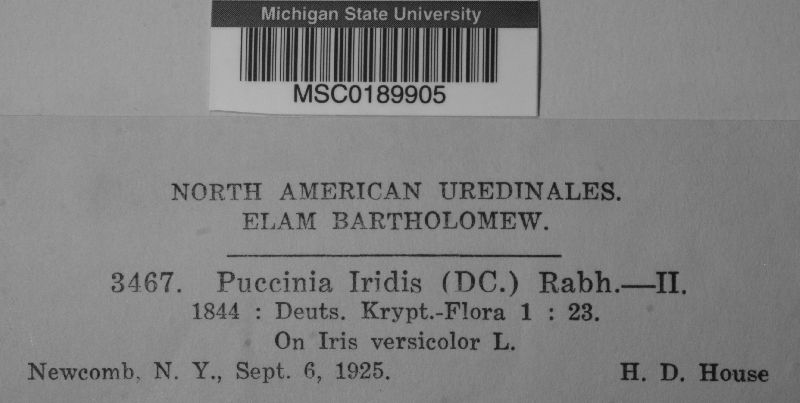 Michigan State University
MSC0189905
NORTH AMERICAN UREDINALES.
ELAM BARTHOLOMEW.
3467. Puccinia Iridis (DC.) Rabh.—II.
1844 : Deuts. Krypt.-Flora 1 : 23.
On Iris versicolor L.
Newcomb, N. Y., Sept. 6, 1925. H. D. House